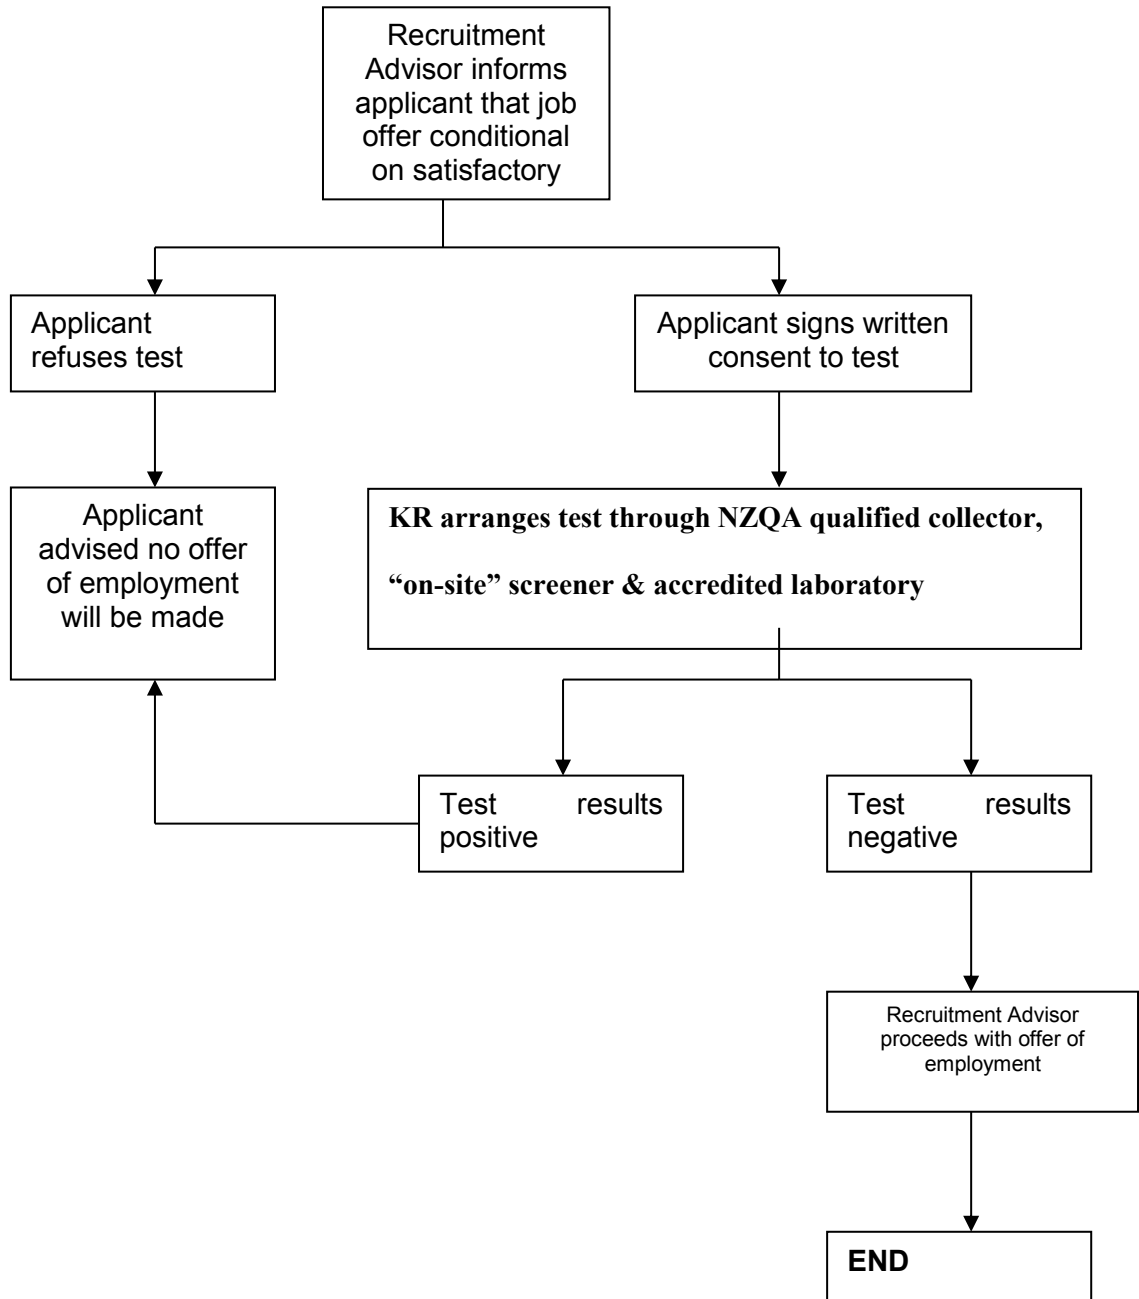 Recruitment
Advisor informs
applicant that job
offer conditional
on satisfactory
Applicant
refuses test
Applicant signs written
consent to test
Applicant
advised no offer
of employment
will be made
KR arranges test through NZQA qualified collector,
“on-site” screener & accredited laboratory
Test results
positive
Test results
negative
Recruitment Advisor
proceeds with offer of
employment
END